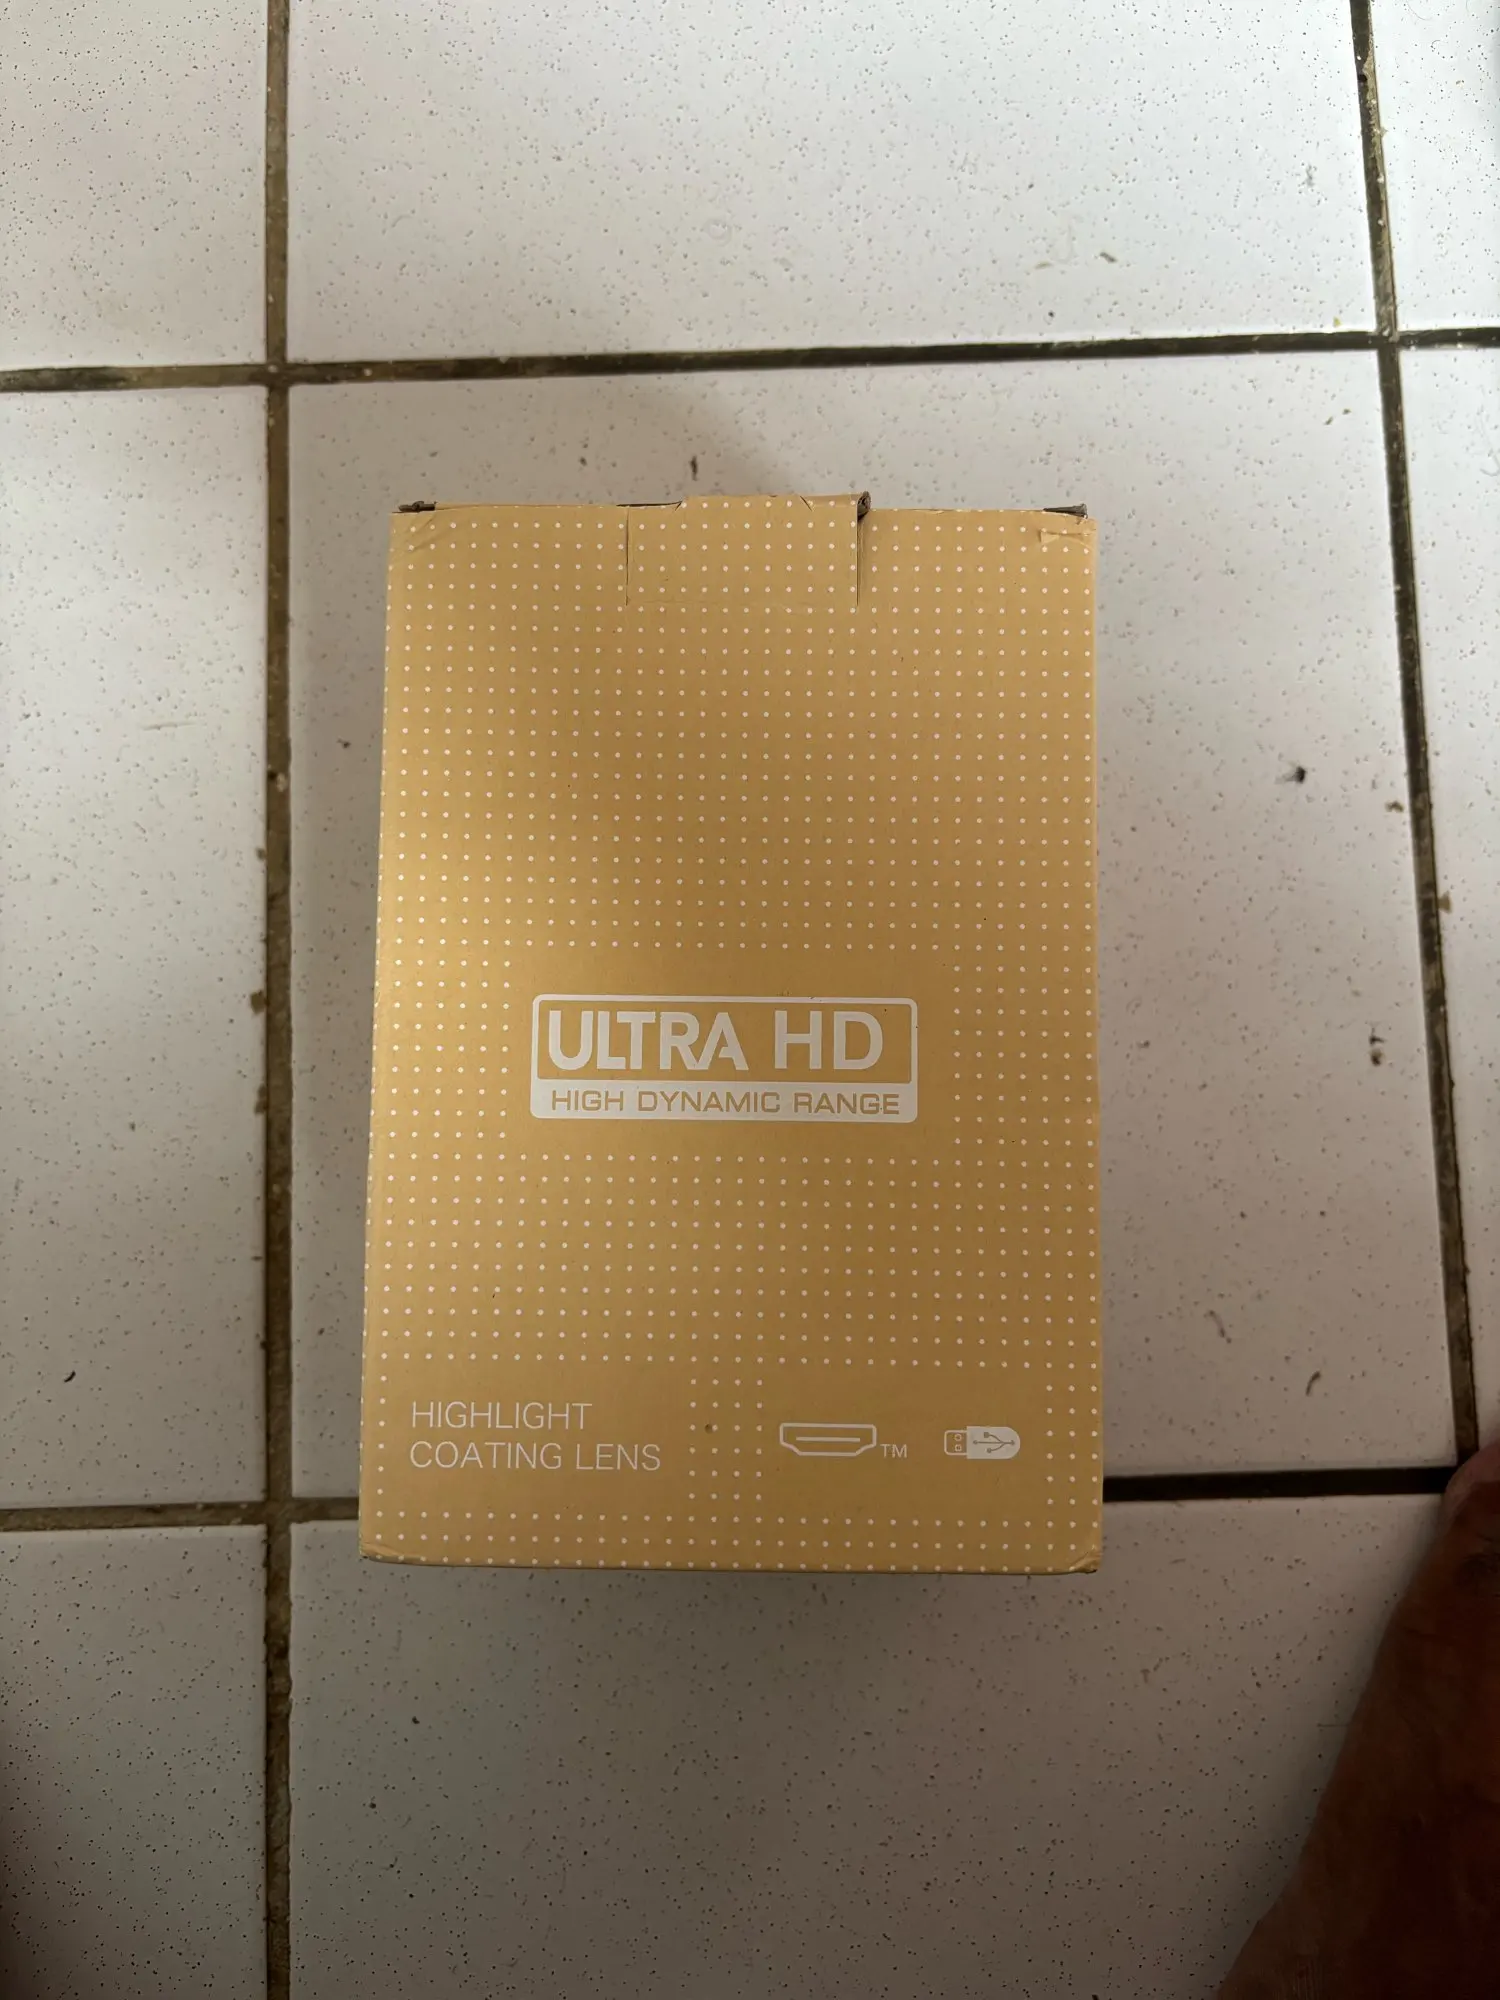 ULTRA HD
HIGH DYNAMIC RANGE
HIGHLIGHT
COATING LENS
TM